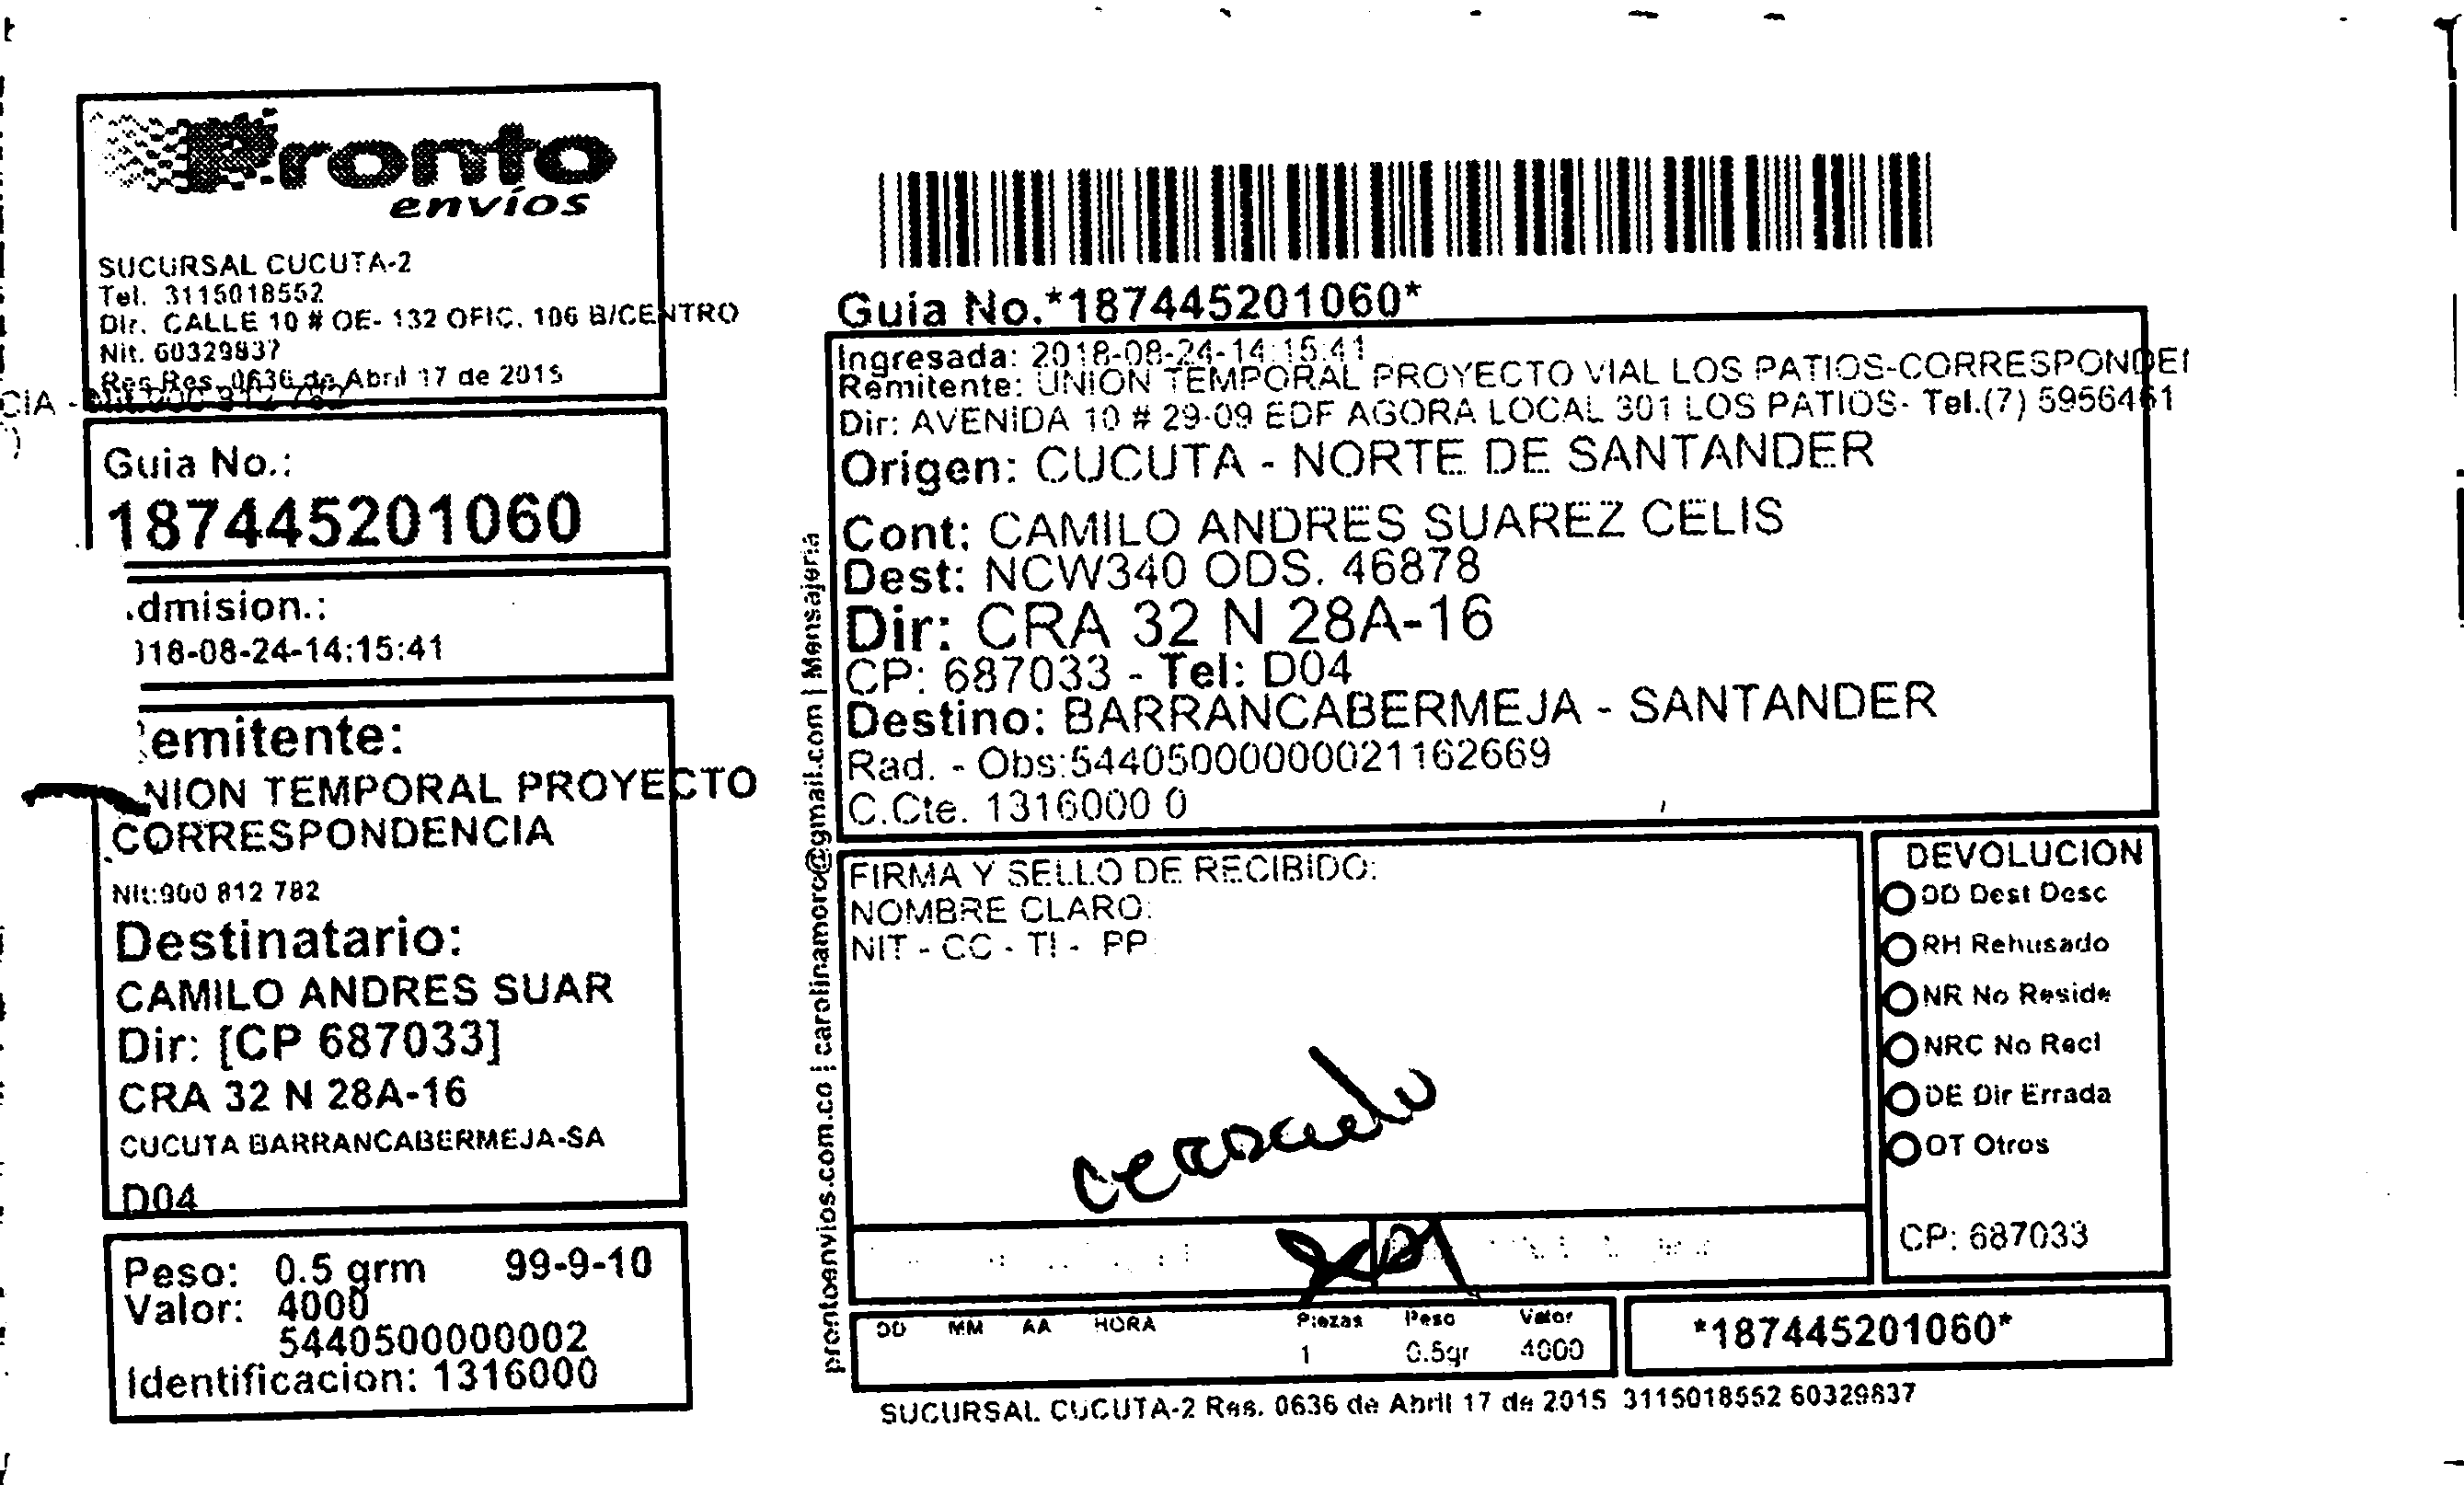 Pronto
envíos
SUCURSAL CUCUTA-2
Tel. 3115018552
Dir. CALLE 10 # OE- 132 OFIC. 106 B/CENTRO
Nit. 60329837
Res Res. 0636 de Abril 17 de 2015
CIA -
Guia No.:
187445201060
dmision.:
018-08-24-14:15:41
emitente:
NION TEMPORAL PROYECTO
CORRESPONDENCIA
Nit:900 812 782
Destinatario:
CAMILO ANDRES SUAR
Dir: [CP 687033]
CRA 32 N 28A-16
CUCUTA BARRANCABERMEJA-SA
D04
Peso: 0.5 grm 99-9-10
Valor: 4000
5440500000002
Identificacion: 1316000
prontoenvios.com.co | carolinamoro@gmail.com | Mensajeria
Guia No.*187445201060*
Ingresada: 2018-08-24-14:15:41
Remitente: UNION TEMPORAL PROYECTO VIAL LOS PATIOS-CORRESPONDE
Dir: AVENIDA 10 # 29-09 EDF AGORA LOCAL 301 LOS PATIOS- Tel.(7) 5956461
Origen: CUCUTA - NORTE DE SANTANDER
Cont: CAMILO ANDRES SUAREZ CELIS
Dest: NCW340 ODS. 46878
Dir: CRA 32 N 28A-16
CP: 687033 - Tel: D04
Destino: BARRANCABERMEJA - SANTANDER
Rad. - Obs:54405000000021162669
C.Cte. 1316000 0
FIRMA Y SELLO DE RECIBIDO:
NOMBRE CLARO:
NIT - CC - TI - PP
DEVOLUCION
DD Dest Desc
RH Rehusado
NR No Reside
NRC No Recl
DE Dir Errada
OT Otros
CP: 687033
DD MM AA HORA
Piezas Peso Valor
1 0.5gr 4000
*187445201060*
SUCURSAL CUCUTA-2 Res. 0636 de Abril 17 de 2015 3115018552 60329837